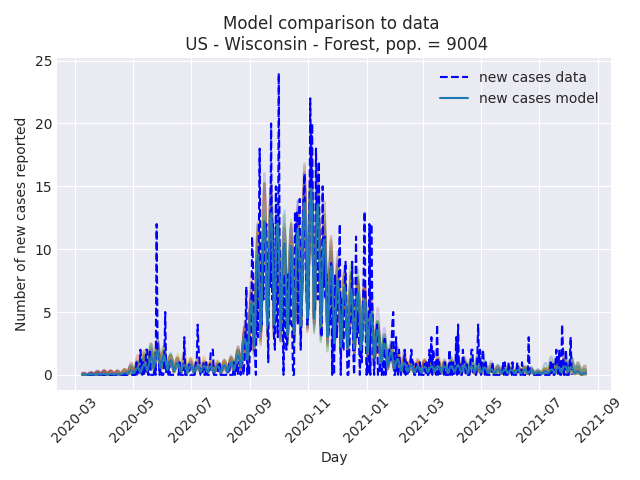 Model comparison to data
US - Wisconsin - Forest, pop. = 9004
25
20
15
10
5
0
Number of new cases reported
new cases data
new cases model
2020-03
2020-05
2020-07
2020-09
2020-11
2021-01
2021-03
2021-05
2021-07
2021-09
Day